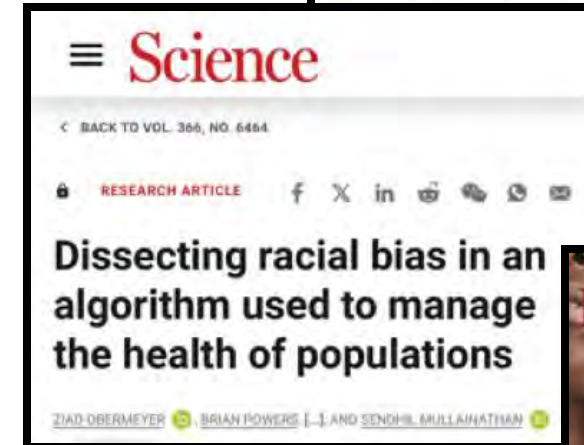 Science
< BACK TO VOL. 366, NO. 6464
RESEARCH ARTICLE
Dissecting racial bias in an
algorithm used to manage
the health of populations
ZIAD OBERMEYER, BRIAN POWERS [...] AND SENDHIL MULLAINATHAN